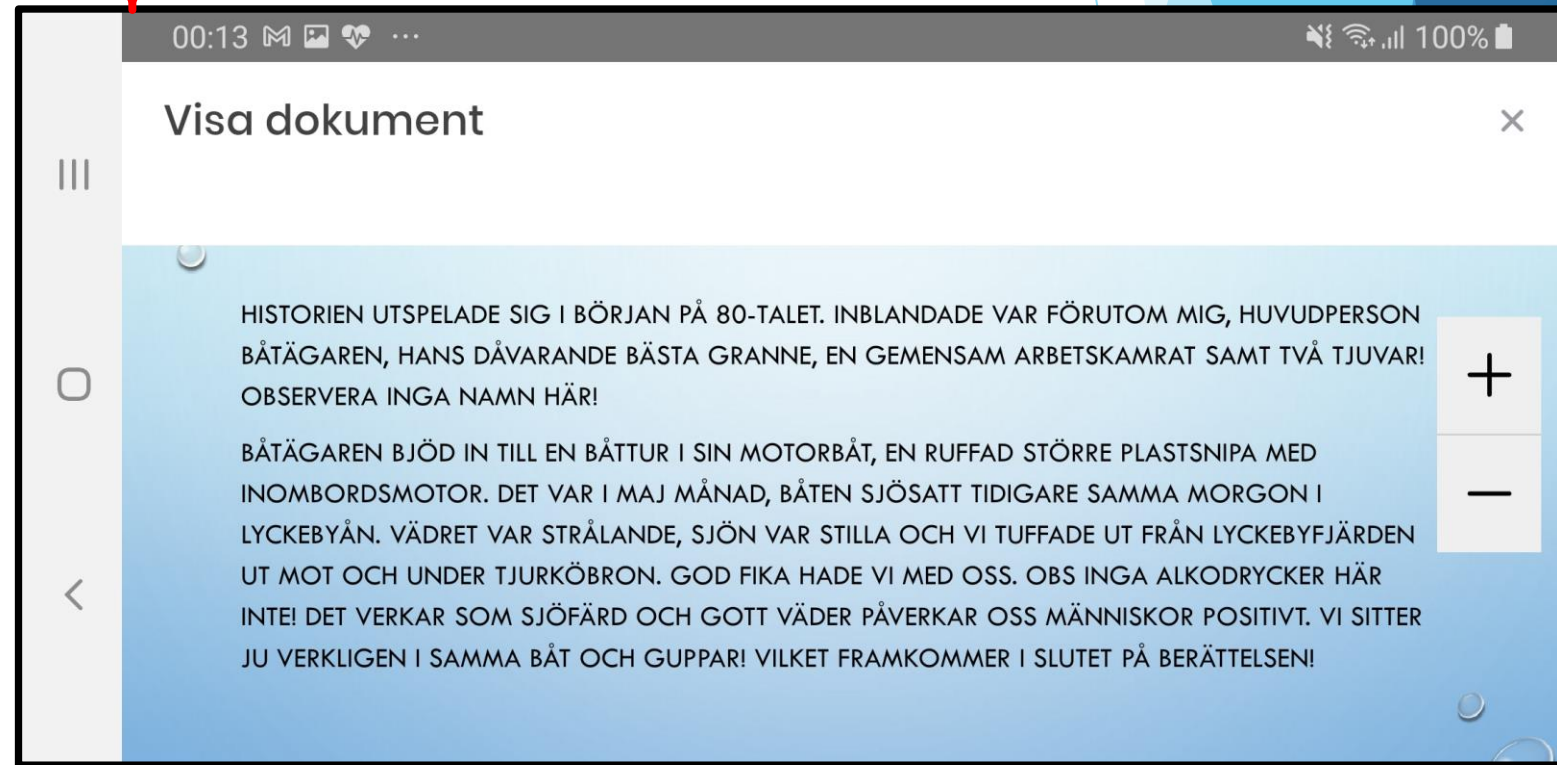 00:13 ... 100%
Visa dokument
HISTORIEN UTSPELADE SIG I BÖRJAN PÅ 80-TALET. INBLANDADE VAR FÖRUTOM MIG, HUVUDPERSON
BÅTÄGAREN, HANS DÅVARANDE BÄSTA GRANNE, EN GEMENSAM ARBETSKAMRAT SAMT TVÅ TJUVAR!
OBSERVERA INGA NAMN HÄR!
BÅTÄGAREN BJÖD IN TILL EN BÅTTUR I SIN MOTORBÅT, EN RUFFAD STÖRRE PLASTSNIPA MED
INOMBORDSMOTOR. DET VAR I MAJ MÅNAD, BÅTEN SJÖSATT TIDIGARE SAMMA MORGON I
LYCKEBYÅN. VÄDRET VAR STRÅLANDE, SJÖN VAR STILLA OCH VI TUFFADE UT FRÅN LYCKEBYFJÄRDEN
UT MOT OCH UNDER TJURKÖBRON. GOD FIKA HADE VI MED OSS. OBS INGA ALKODRYCKER HÄR
INTE! DET VERKAR SOM SJÖFÄRD OCH GOTT VÄDER PÅVERKAR OSS MÄNNISKOR POSITIVT. VI SITTER
JU VERKLIGEN I SAMMA BÅT OCH GUPPAR! VILKET FRAMKOMMER I SLUTET PÅ BERÄTTELSEN!